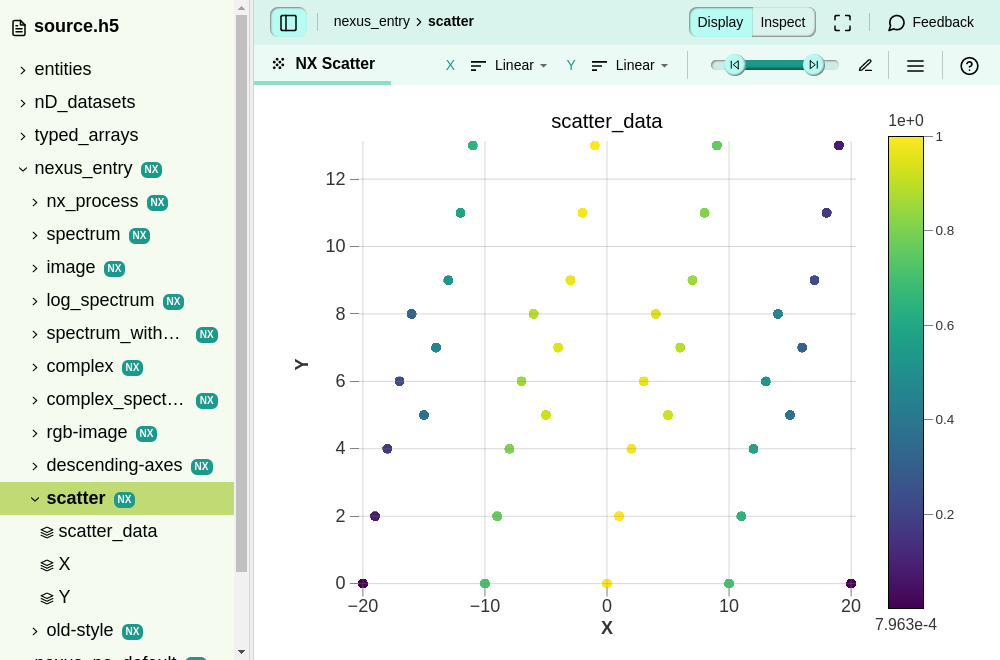 source.h5
entities
nD_datasets
typed_arrays
nexus_entry NX
nx_process NX
spectrum NX
image NX
log_spectrum NX
spectrum_with… NX
complex NX
complex_spect… NX
rgb-image NX
descending-axes NX
scatter NX
scatter_data
X
Y
old-style NX
nexus_entry › scatter
Display
Inspect
Feedback
NX Scatter
X
Linear
Y
Linear
scatter_data
12
10
8
6
4
2
0
Y
−20
−10
0
10
20
X
1e+0
1
0.8
0.6
0.4
0.2
7.963e-4